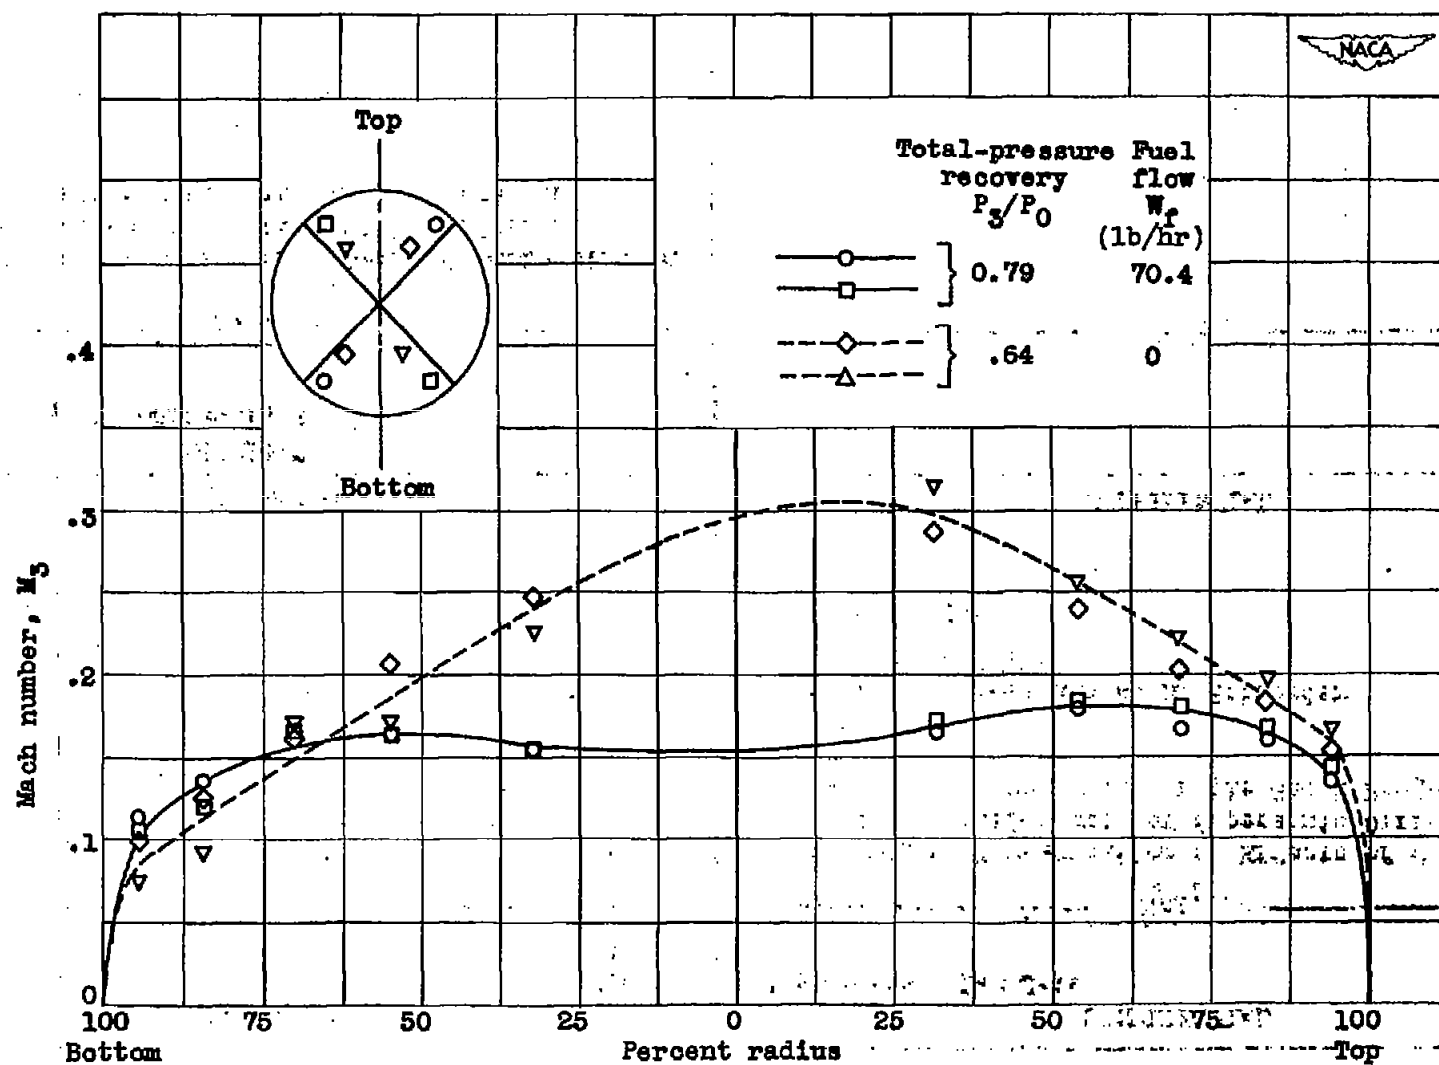 NACA
Top
Total-pressure Fuel
recovery flow
P3/P0 Wf
(lb/hr)
0.79 70.4
.64 0
Bottom
.4
.3
.2
.1
0
Mach number, M3
100 75 50 25 0 25 50 75 100
Bottom Percent radius Top